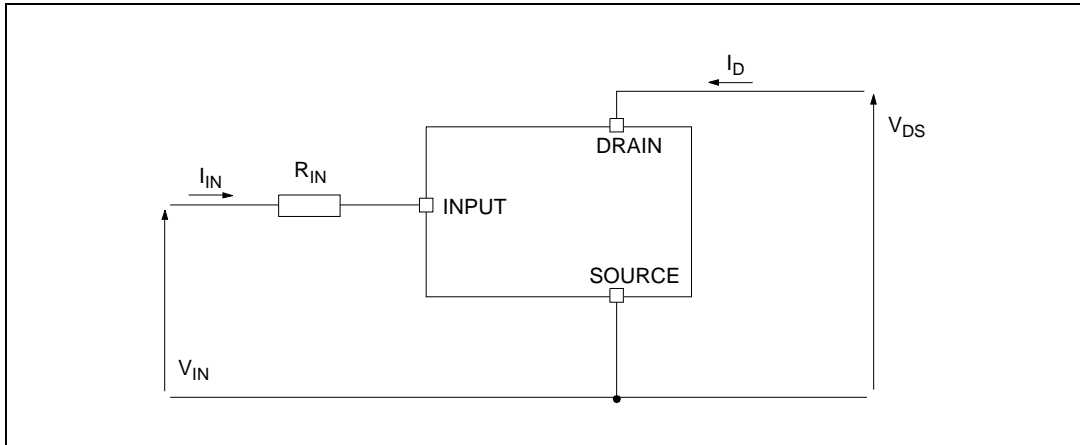 I_D
V_DS
DRAIN
R_IN
I_IN
INPUT
SOURCE
V_IN